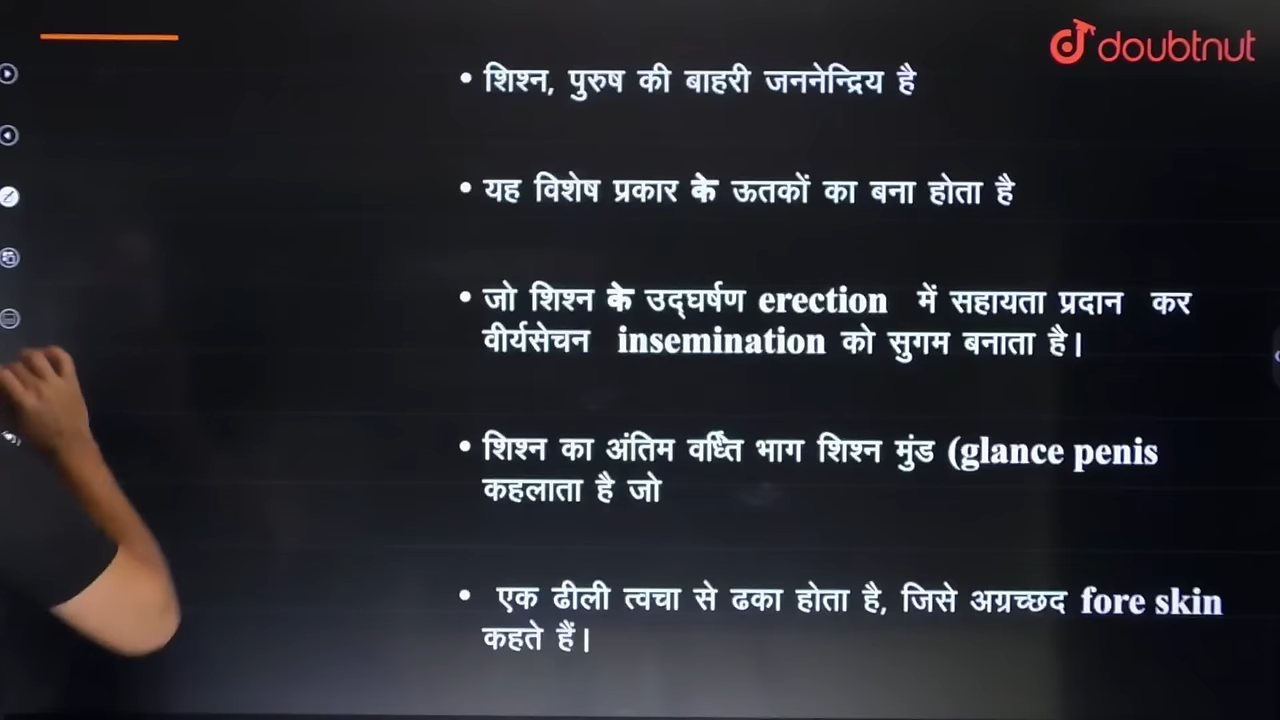 doubtnut
• शिश्न, पुरुष की बाहरी जननेन्द्रिय है
• यह विशेष प्रकार के ऊतकों का बना होता है
• जो शिश्न के उद्घर्षण erection में सहायता प्रदान कर
वीर्यसेचन insemination को सुगम बनाता है।
• शिश्न का अंतिम वर्ध्ति भाग शिश्न मुंड (glance penis
कहलाता है जो
• एक ढीली त्वचा से ढका होता है, जिसे अग्रच्छद fore skin
कहते हैं।